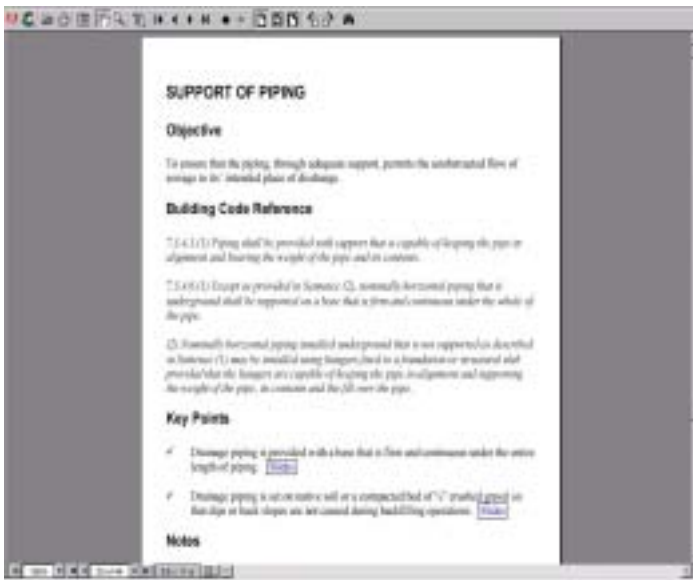 SUPPORT OF PIPING
Objective
To ensure that the piping, through adequate support, permits the unobstructed flow of
sewage to its' intended place of discharge.
Building Code Reference
7.3.4.1.(1) Piping shall be provided with support that is capable of keeping the pipe in
alignment and bearing the weight of the pipe and its contents.
7.3.4.6.(1) Except as provided in Sentence (2), nominally horizontal piping that is
underground shall be supported on a base that is firm and continuous under the whole of
the pipe.
(2) Nominally horizontal piping installed underground that is not supported as described
in Sentence (1) may be installed using hangers fixed to a foundation or structural slab
provided that the hangers are capable of keeping the pipe in alignment and supporting
the weight of the pipe, its contents and the fill over the pipe.
Key Points
✓ Drainage piping is provided with a base that is firm and continuous under the entire
length of piping.
✓ Drainage piping is set on native soil or a compacted bed of crushed gravel so
that dips or back slopes are not caused during backfilling operations.
Notes